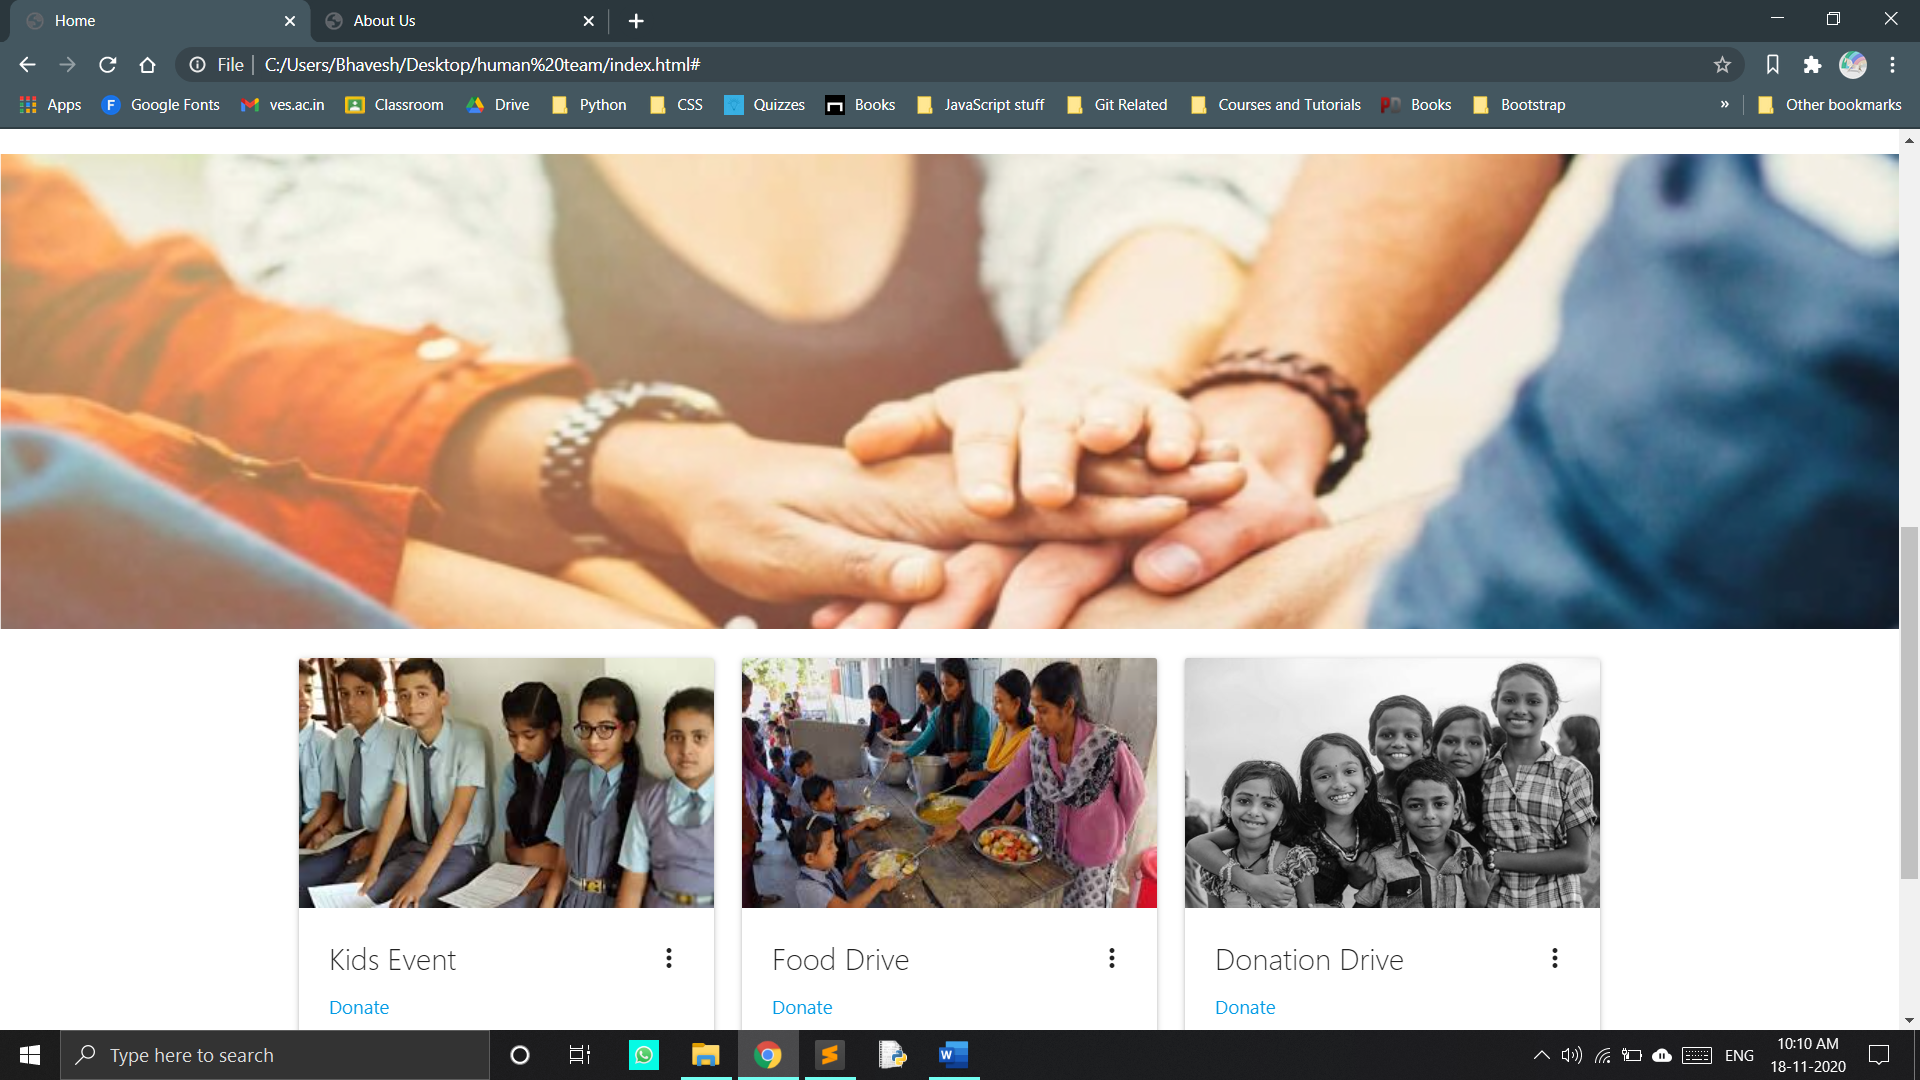 Home
About Us
File
C:/Users/Bhavesh/Desktop/human%20team/index.html#
Apps
Google Fonts
ves.ac.in
Classroom
Drive
Python
CSS
Quizzes
Books
JavaScript stuff
Git Related
Courses and Tutorials
Books
Bootstrap
»
Other bookmarks
Kids Event
Donate
Food Drive
Donate
Donation Drive
Donate
Type here to search
ENG
10:10 AM
18-11-2020